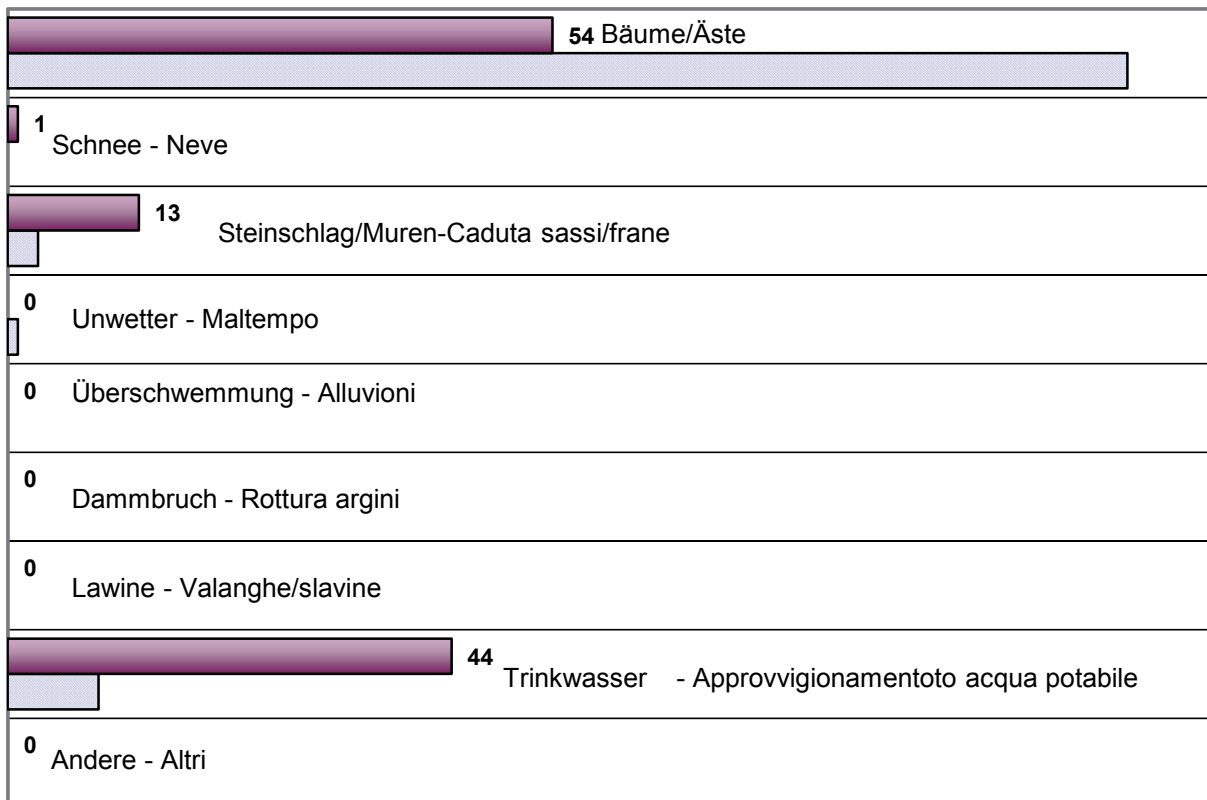 54 Bäume/Äste
1 Schnee - Neve
13 Steinschlag/Muren-Caduta sassi/frane
0 Unwetter - Maltempo
0 Überschwemmung - Alluvioni
0 Dammbruch - Rottura argini
0 Lawine - Valanghe/slavine
44 Trinkwasser - Approvvigionamentoto acqua potabile
0 Andere - Altri